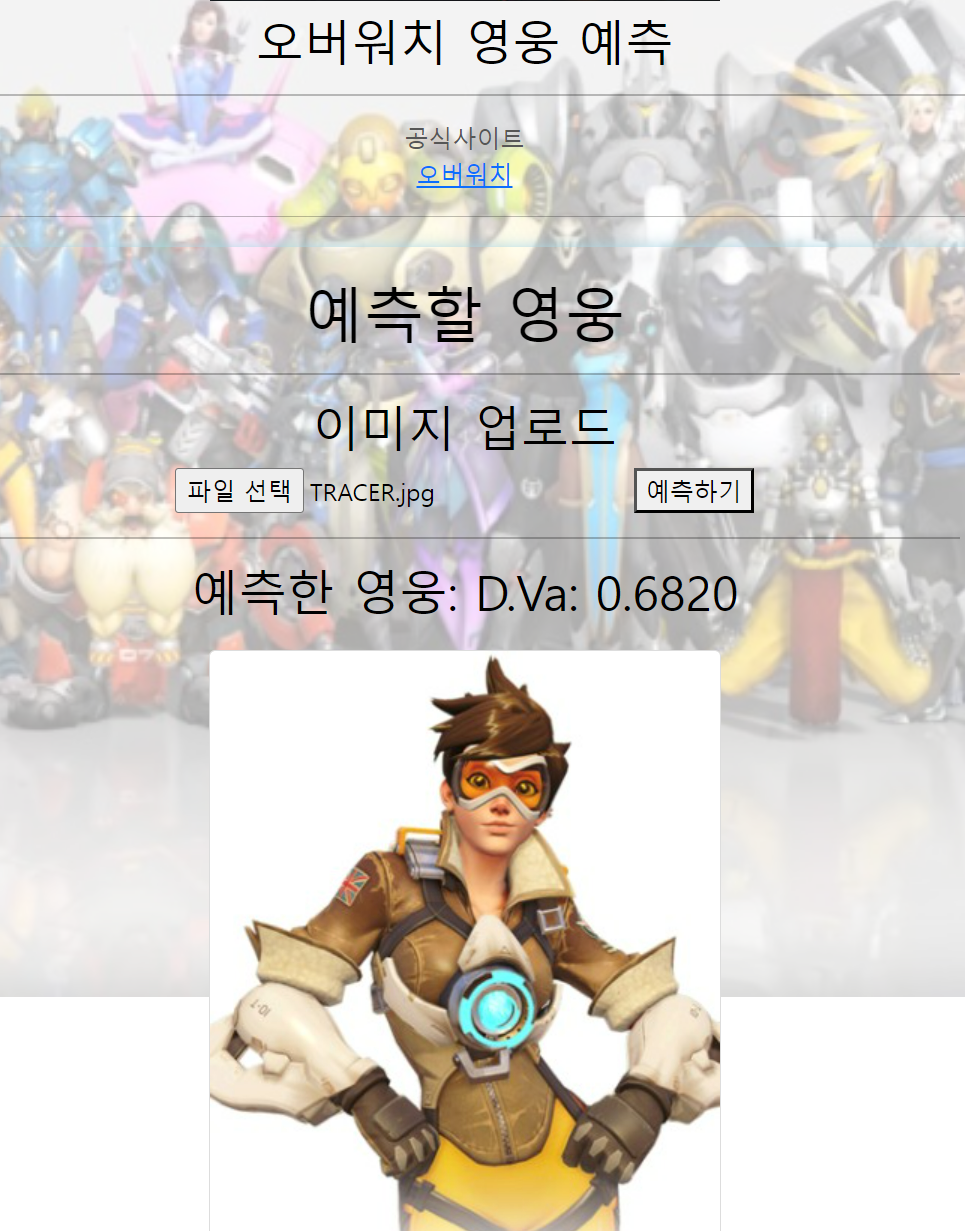 오버워치 영웅 예측
공식사이트
오버워치
예측할 영웅
이미지 업로드
파일 선택 TRACER.jpg 예측하기
예측한 영웅: D.Va: 0.6820